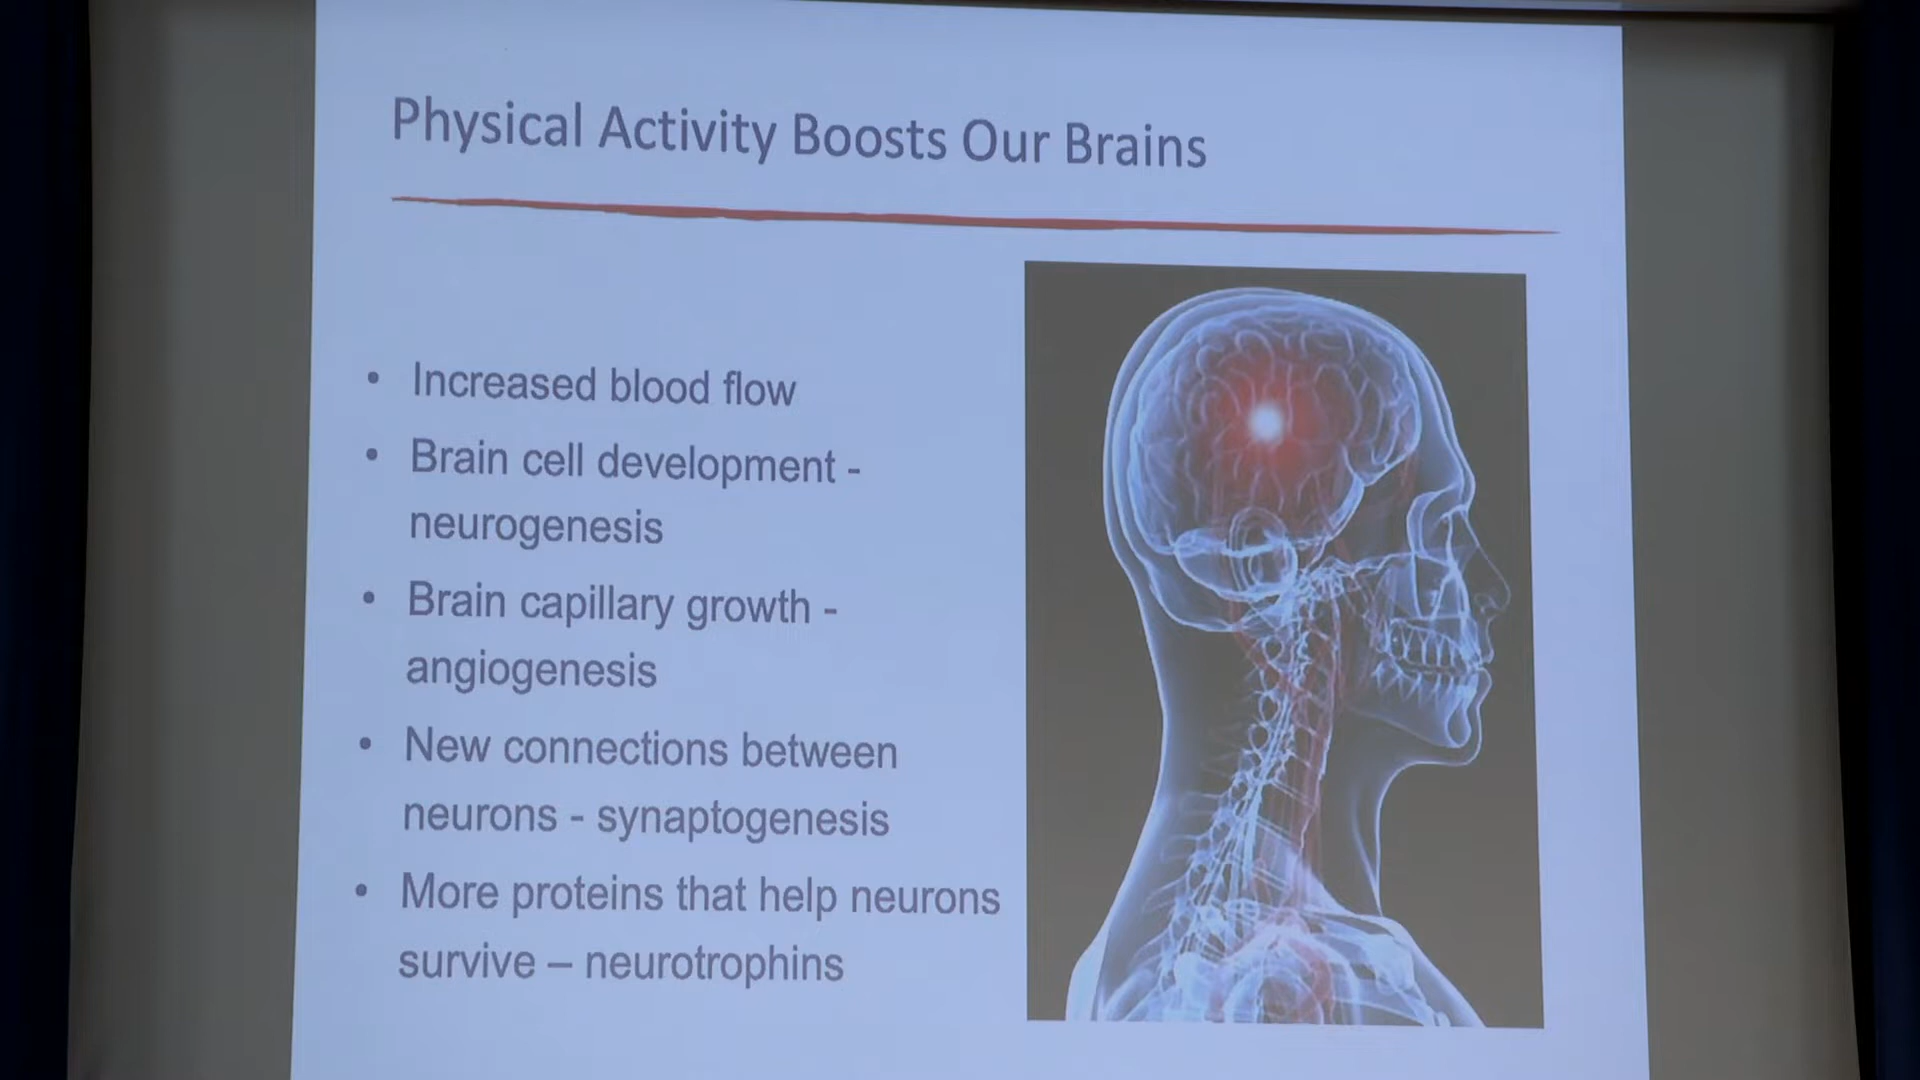 Physical Activity Boosts Our Brains
• Increased blood flow
• Brain cell development -
neurogenesis
• Brain capillary growth -
angiogenesis
• New connections between
neurons - synaptogenesis
• More proteins that help neurons
survive – neurotrophins